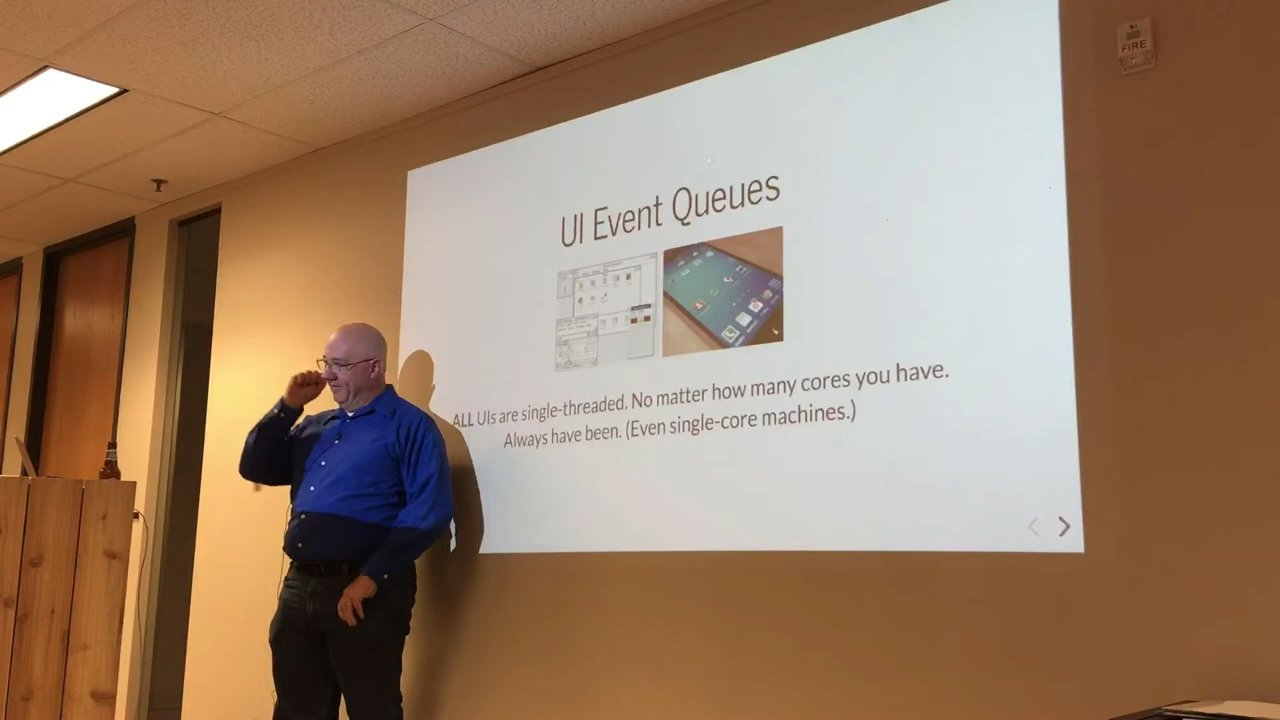 UI Event Queues
ALL UIs are single-threaded. No matter how many cores you have.
Always have been. (Even single-core machines.)
FIRE